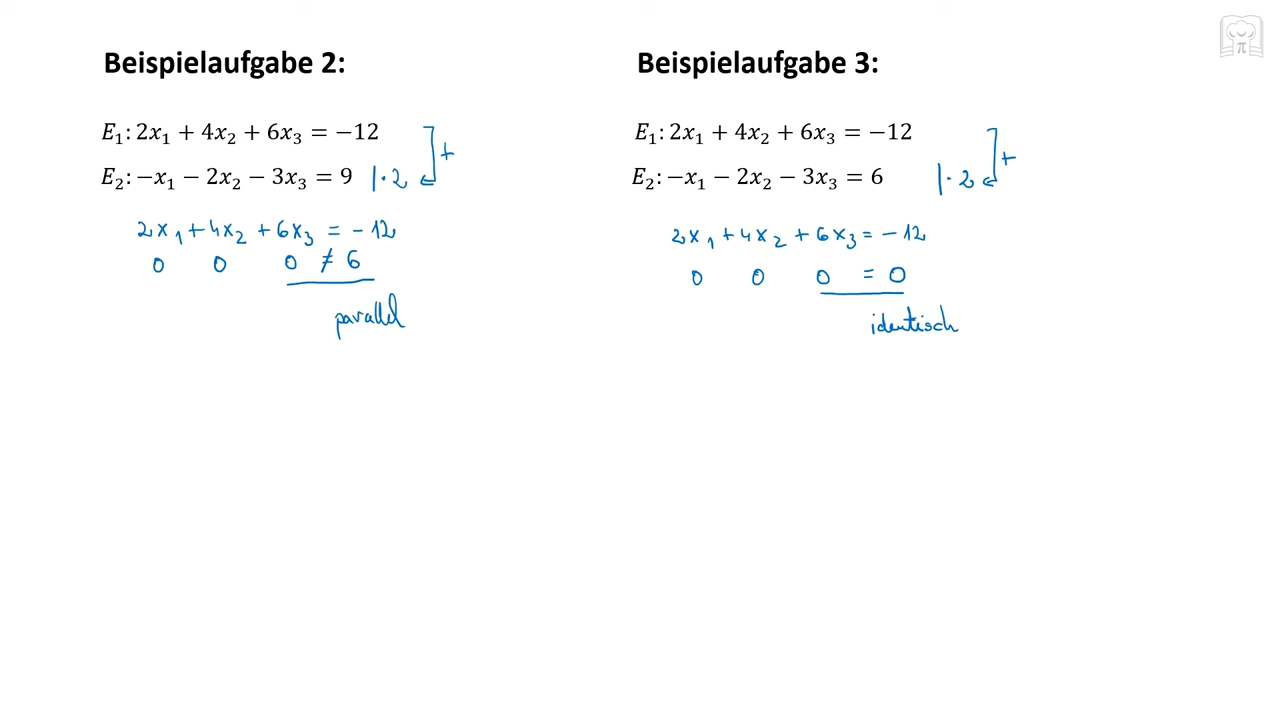 Beispielaufgabe 2:
E₁: 2x₁ + 4x₂ + 6x₃ = −12
E₂: −x₁ − 2x₂ − 3x₃ = 9 |·2
+
2x₁ + 4x₂ + 6x₃ = −12
0 0 0 ≠ 6
parallel
Beispielaufgabe 3:
E₁: 2x₁ + 4x₂ + 6x₃ = −12
E₂: −x₁ − 2x₂ − 3x₃ = 6 |·2
+
2x₁ + 4x₂ + 6x₃ = −12
0 0 0 = 0
identisch
π